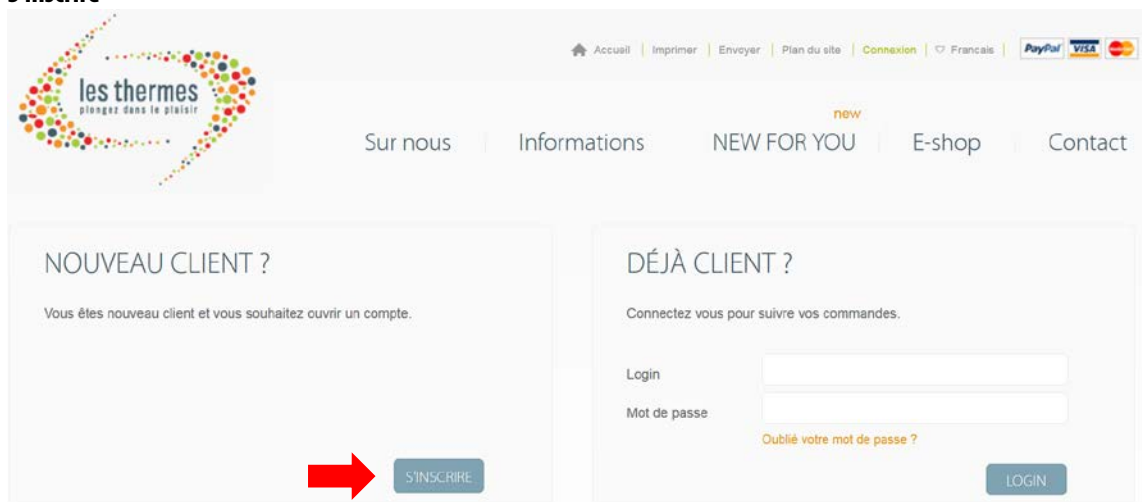 s'inscrire
les thermes
plongez dans le plaisir
Accueil | Imprimer | Envoyer | Plan du site | Connexion | Francais |
PayPal VISA
new
Sur nous
Informations
NEW FOR YOU
E-shop
Contact
NOUVEAU CLIENT ?
Vous êtes nouveau client et vous souhaitez ouvrir un compte.
S'INSCRIRE
DÉJÀ CLIENT ?
Connectez vous pour suivre vos commandes.
Login
Mot de passe
Oublié votre mot de passe ?
LOGIN